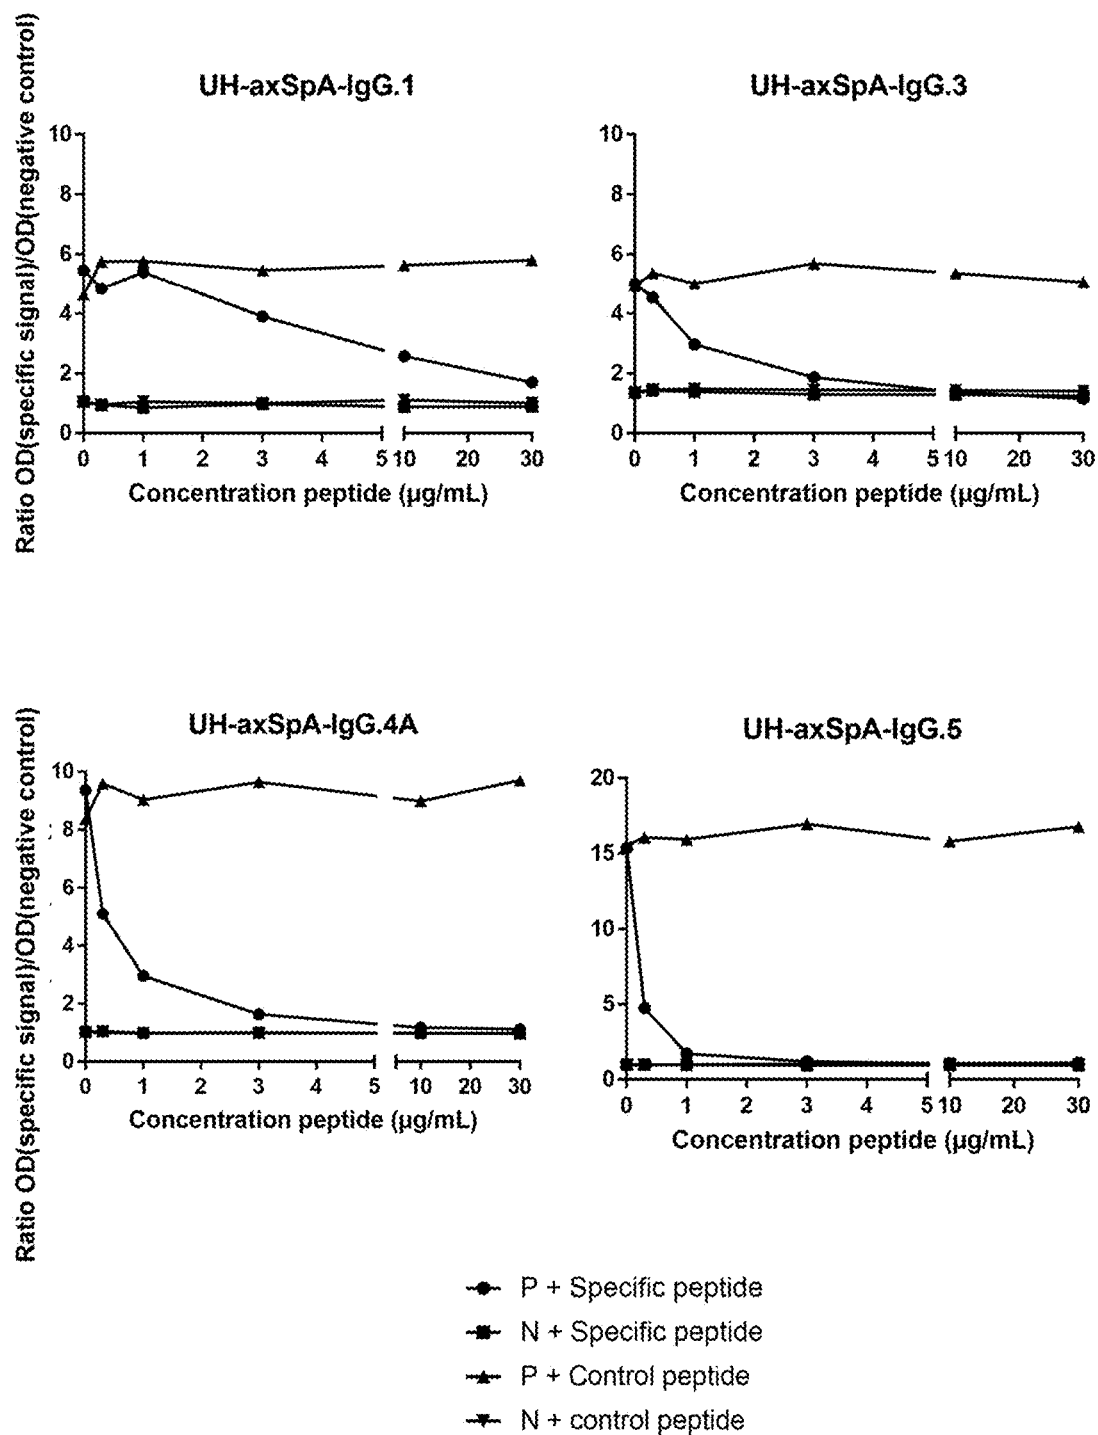 Ratio OD(specific signal)/OD(negative control)
UH-axSpA-IgG.1
10
8
6
4
2
0
0 1 2 3 4 5 10 20 30
Concentration peptide (µg/mL)
UH-axSpA-IgG.3
10
8
6
4
2
0
0 1 2 3 4 5 10 20 30
Concentration peptide (µg/mL)
Ratio OD(specific signal)/OD(negative control)
UH-axSpA-IgG.4A
10
8
6
4
2
0
0 1 2 3 4 5 10 20 30
Concentration peptide (µg/mL)
UH-axSpA-IgG.5
20
15
10
5
0
0 1 2 3 4 5 10 20 30
Concentration peptide (µg/mL)
P + Specific peptide
N + Specific peptide
P + Control peptide
N + control peptide